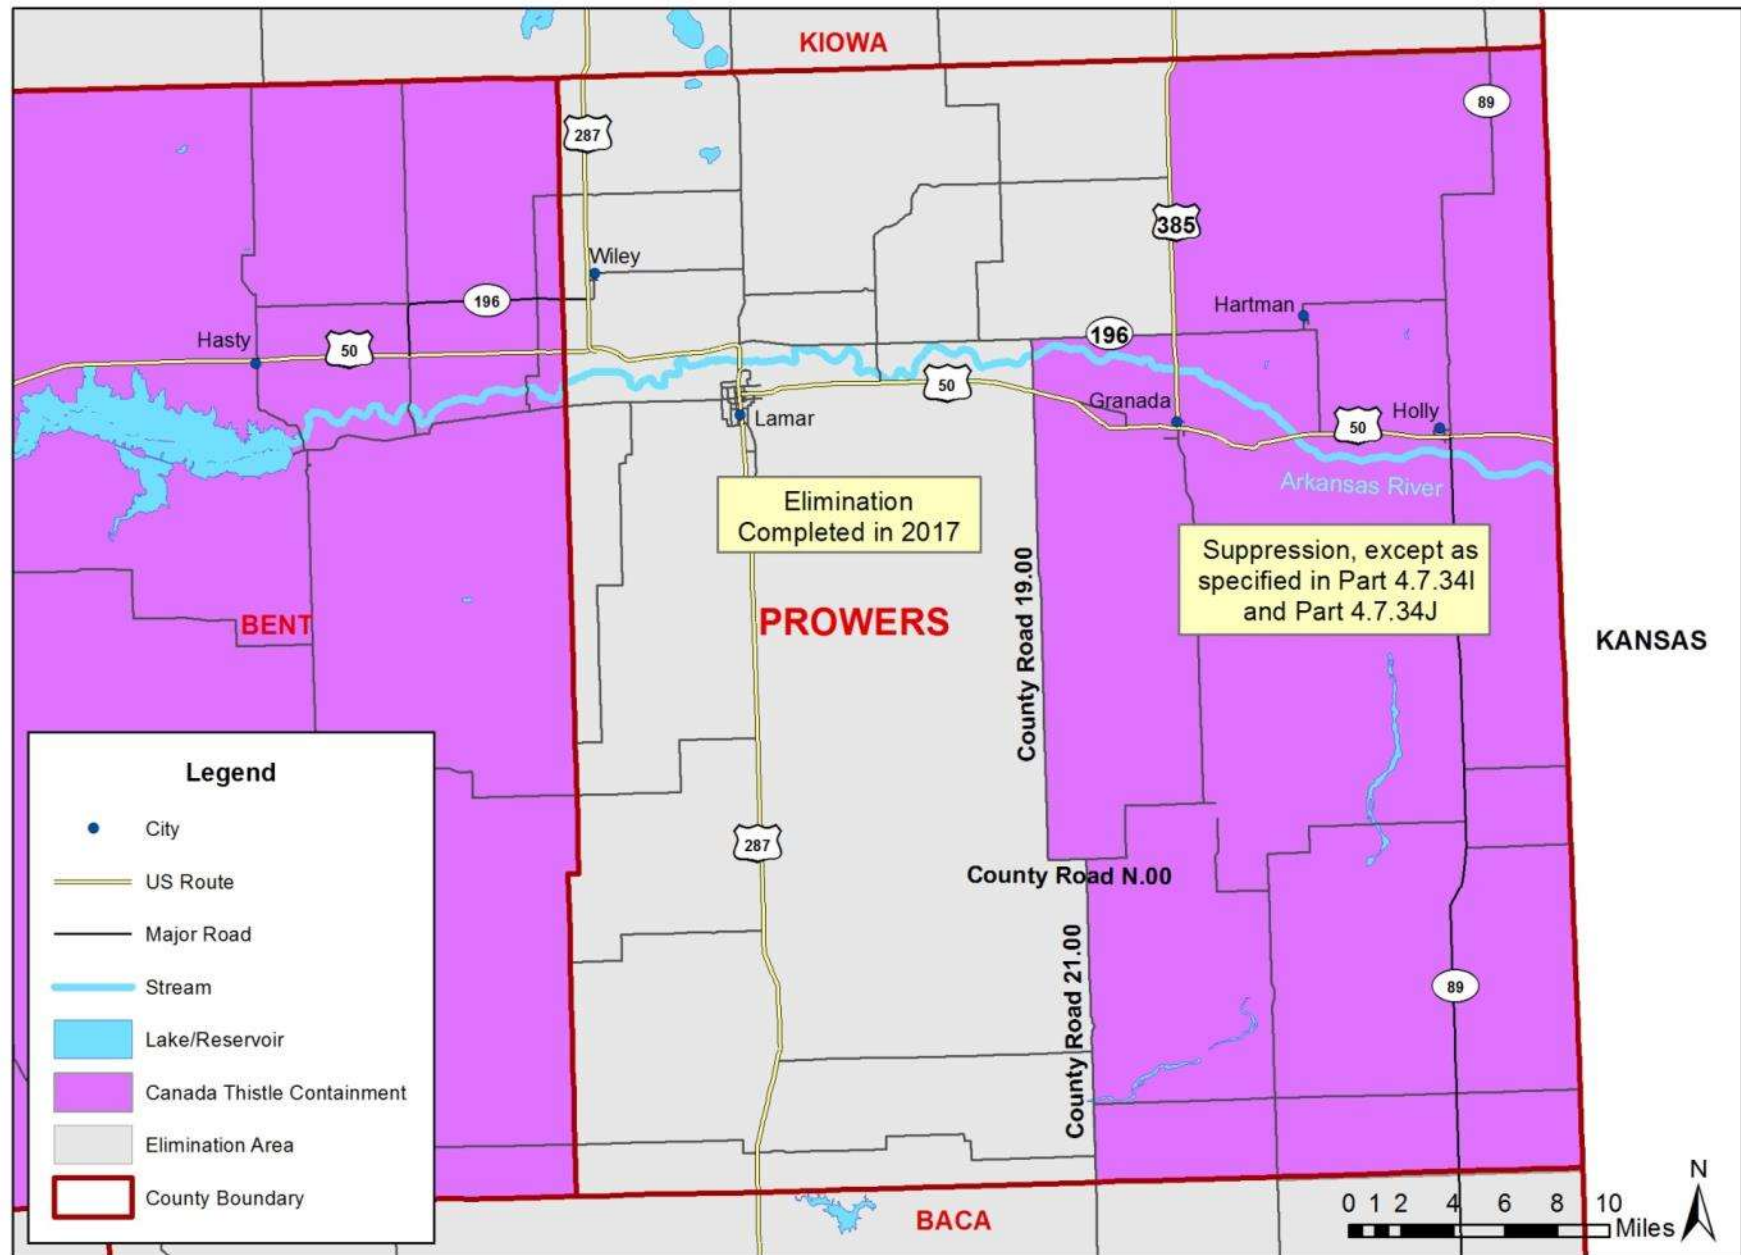 KIOWA
89
287
385
Wiley
196
Hartman
196
Hasty
50
50
Granada
Holly
50
Lamar
Arkansas River
Elimination
Completed in 2017
Suppression, except as
specified in Part 4.7.34I
and Part 4.7.34J
County Road 19.00
BENT
PROWERS
KANSAS
287
County Road N.00
County Road 21.00
89
Legend
City
US Route
Major Road
Stream
Lake/Reservoir
Canada Thistle Containment
Elimination Area
County Boundary
BACA
N
0 1 2 4 6 8 10
Miles